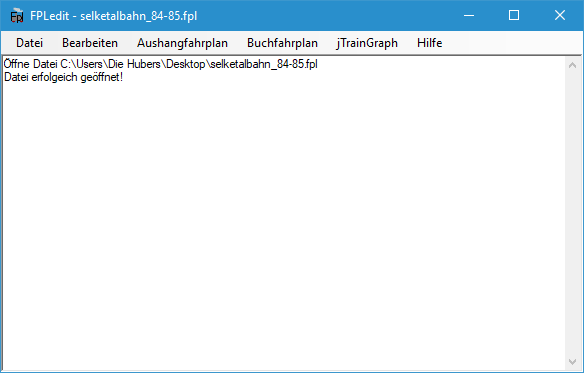 FPLedit - selketalbahn_84-85.fpl
Datei Bearbeiten Aushangfahrplan Buchfahrplan jTrainGraph Hilfe
Öffne Datei C:\Users\Die Hubers\Desktop\selketalbahn_84-85.fpl
Datei erfolgeich geöffnet!